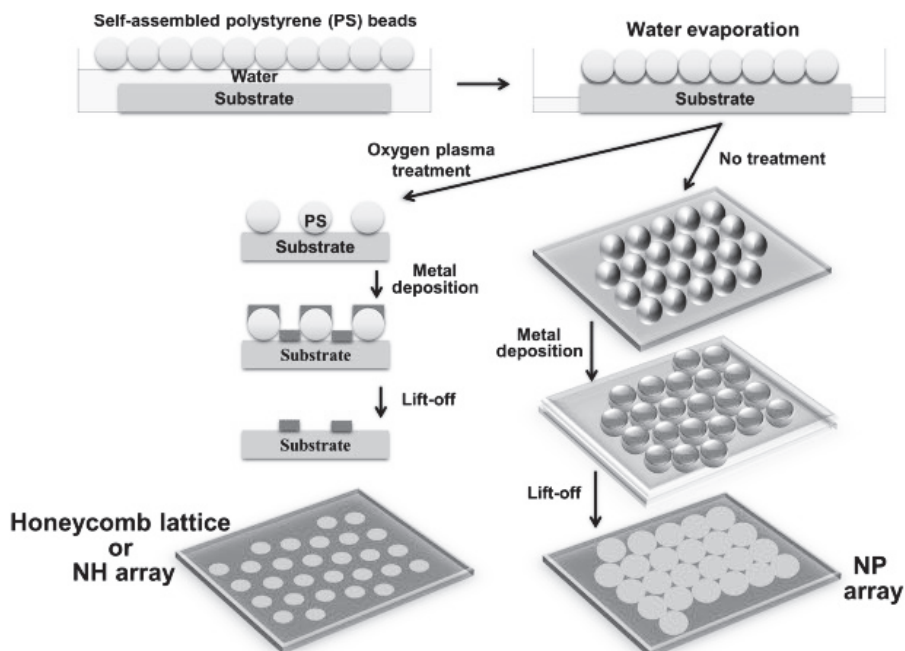 Self-assembled polystyrene (PS) beads
Water
Substrate
Water evaporation
Substrate
Oxygen plasma
treatment
No treatment
PS
Substrate
Metal
deposition
Substrate
Metal
deposition
Lift-off
Substrate
Lift-off
Honeycomb lattice
or
NH array
NP
array